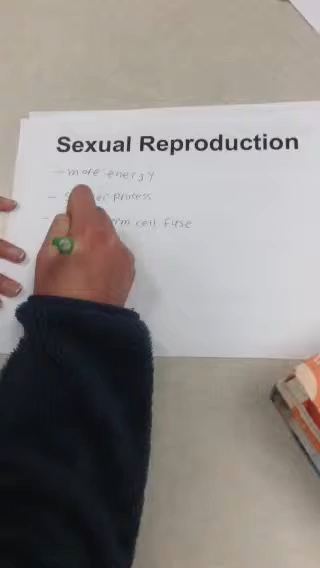 Sexual Reproduction
- more energy
- process
- cell fuse